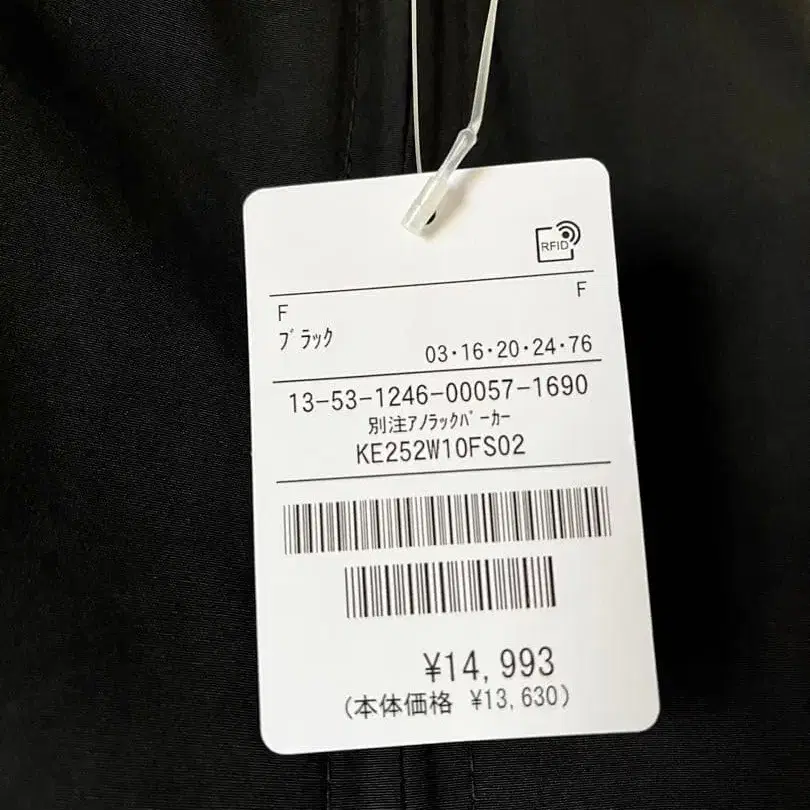 RFID
F
F
ﾌﾞﾗｯｸ
03･16･20･24･76
13-53-1246-00057-1690
別注ｱﾉﾗｯｸﾊﾟｰｶｰ
KE252W10FS02
¥14,993
(本体価格 ¥13,630)